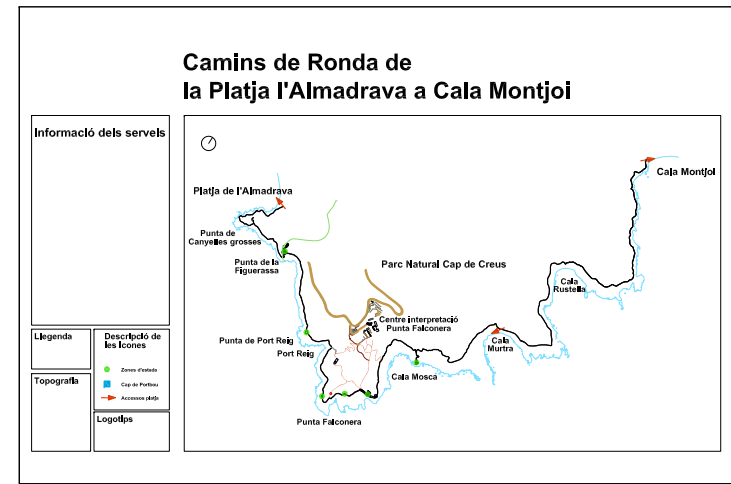 Camins de Ronda de
la Platja l'Almadrava a Cala Montjoi
Informació dels serveis
Llegenda
Descripció de
les icones
Zones d'estada
Cap de Portbou
Accessos platja
Topografia
Logotips
Platja de l'Almadrava
Punta de
Canyelles grosses
Punta de la
Figuerassa
Parc Natural Cap de Creus
Cala Montjoi
Cala
Rustella
Centre interpretació
Punta Falconera
Punta de Port Reig
Port Reig
Cala
Murtra
Cala Mosca
Punta Falconera